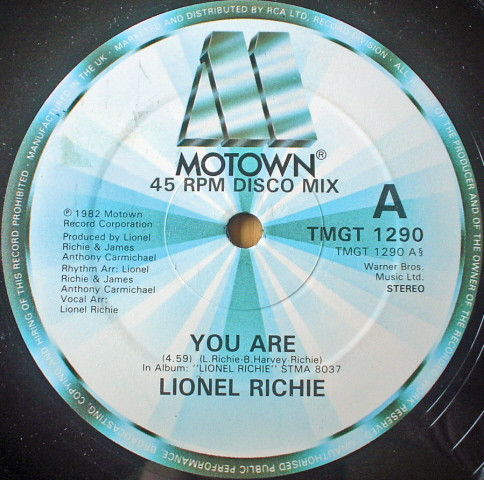 MOTOWN®
45 RPM DISCO MIX
A
TMGT 1290
TMGT 1290 A§
Warner Bros.
Music Ltd.
STEREO
℗ 1982 Motown
Record Corporation
Produced by Lionel
Richie & James
Anthony Carmichael
Rhythm Arr: Lionel
Richie & James
Anthony Carmichael
Vocal Arr:
Lionel Richie
YOU ARE
(4.59) (L.Richie-B.Harvey-Richie)
In Album: "LIONEL RICHIE" STMA 8037
LIONEL RICHIE
MANUFACTURED IN THE UK - MARKETED AND DISTRIBUTED BY RCA LTD, RECORD DIVISION - ALL
PRODUCER AND OF THE OWNER OF THE RECORDED WORK RESERVED. UNAUTHORISED PUBLIC PERFORMANCE, BROADCASTING, COPYING AND HIRING OF THIS RECORD PROHIBITED -